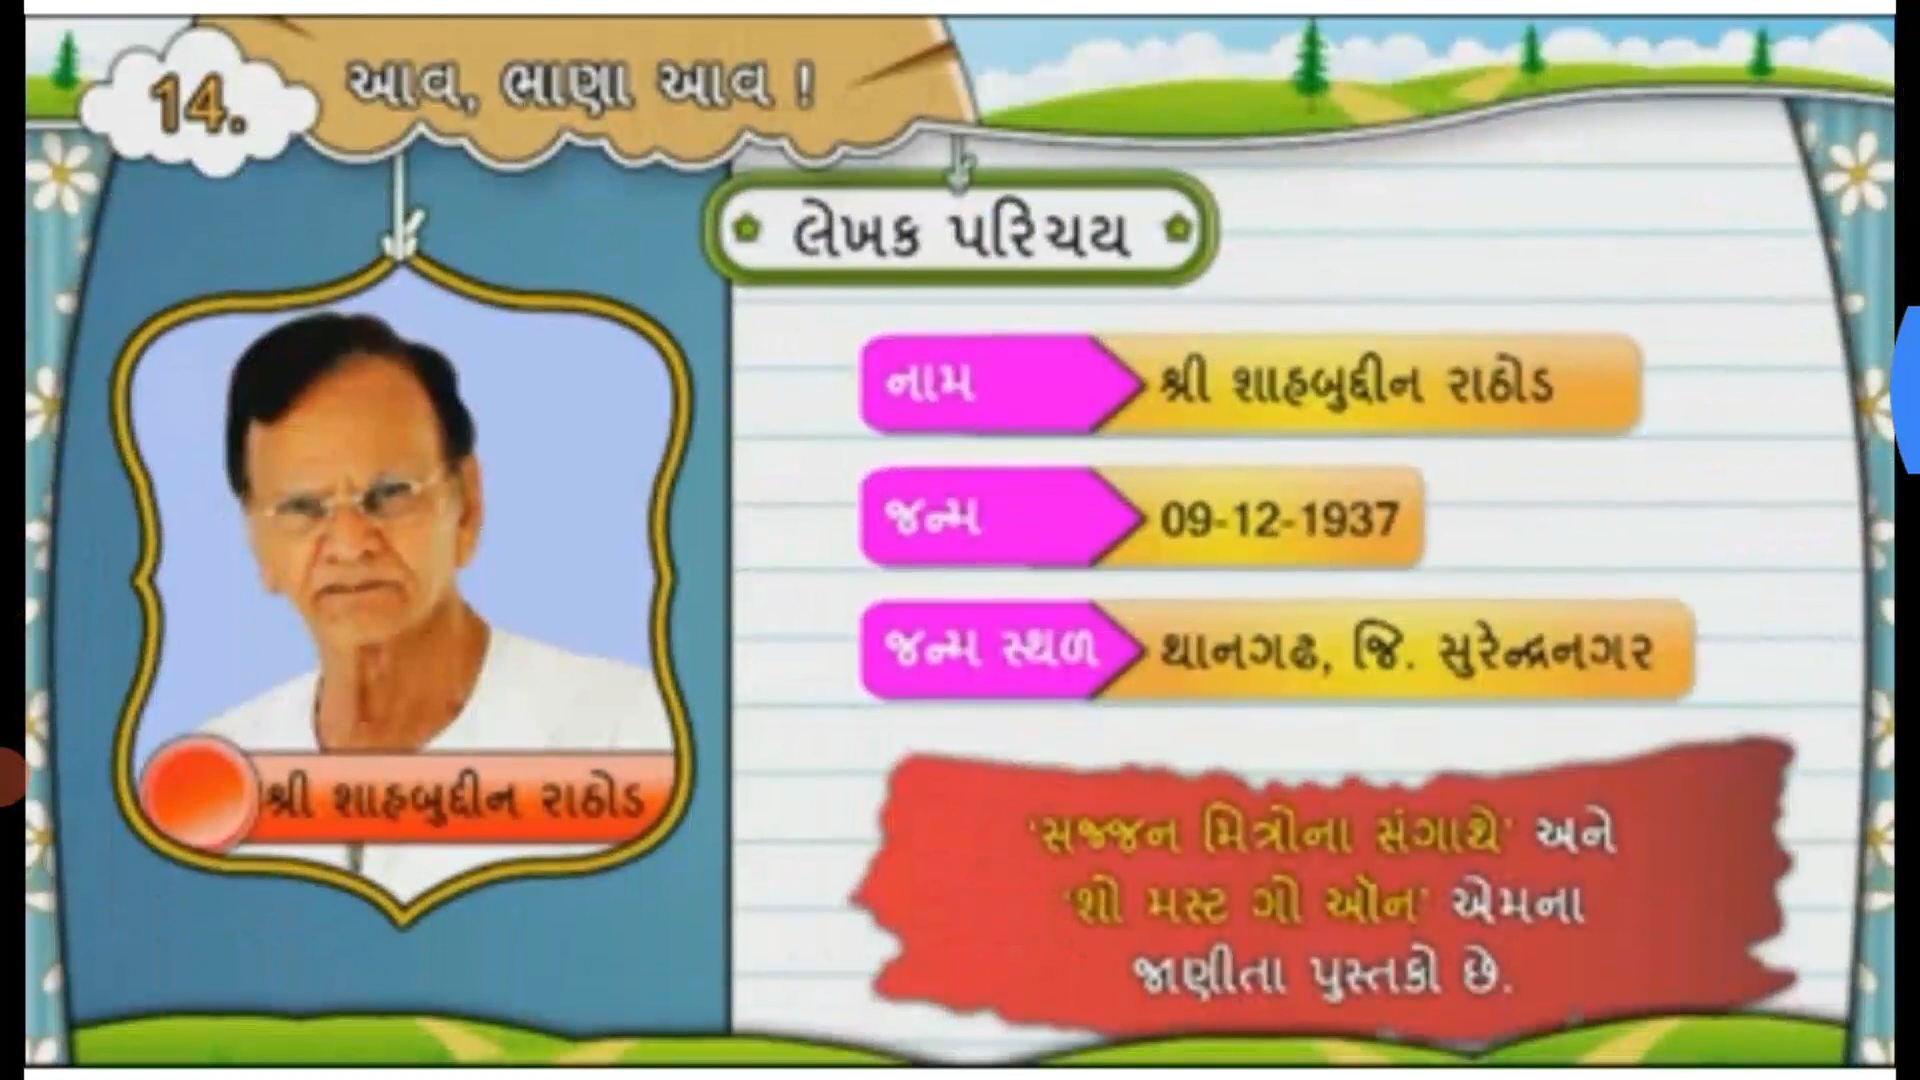 14. આવ, ભાણા આવ !
લેખક પરિચય
નામ શ્રી શાહબુદ્દીન રાઠોડ
જન્મ 09-12-1937
જન્મ સ્થળ થાનગઢ, જિ. સુરેન્દ્રનગર
શ્રી શાહબુદ્દીન રાઠોડ
'સજ્જન મિત્રોના સંગાથે' અને
'શો મસ્ટ ગો ઑન' એમના
જાણીતા પુસ્તકો છે.